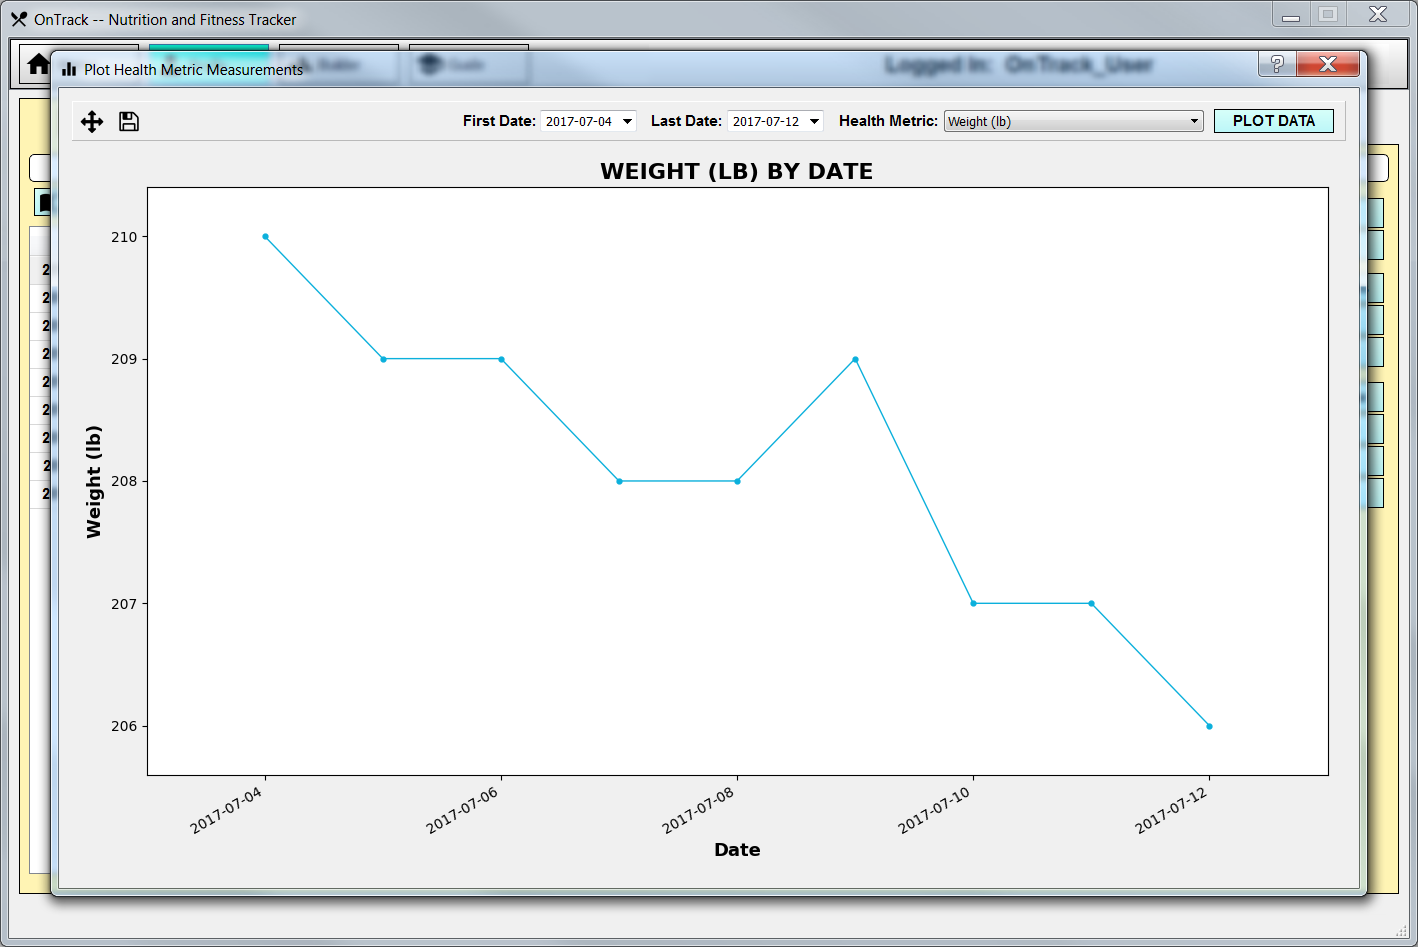 OnTrack -- Nutrition and Fitness Tracker
Logged In: OnTrack_User
Plot Health Metric Measurements
First Date: 2017-07-04 Last Date: 2017-07-12 Health Metric: Weight (lb) PLOT DATA
WEIGHT (LB) BY DATE
210
209
208
207
206
Weight (lb)
2017-07-04 2017-07-06 2017-07-08 2017-07-10 2017-07-12
Date